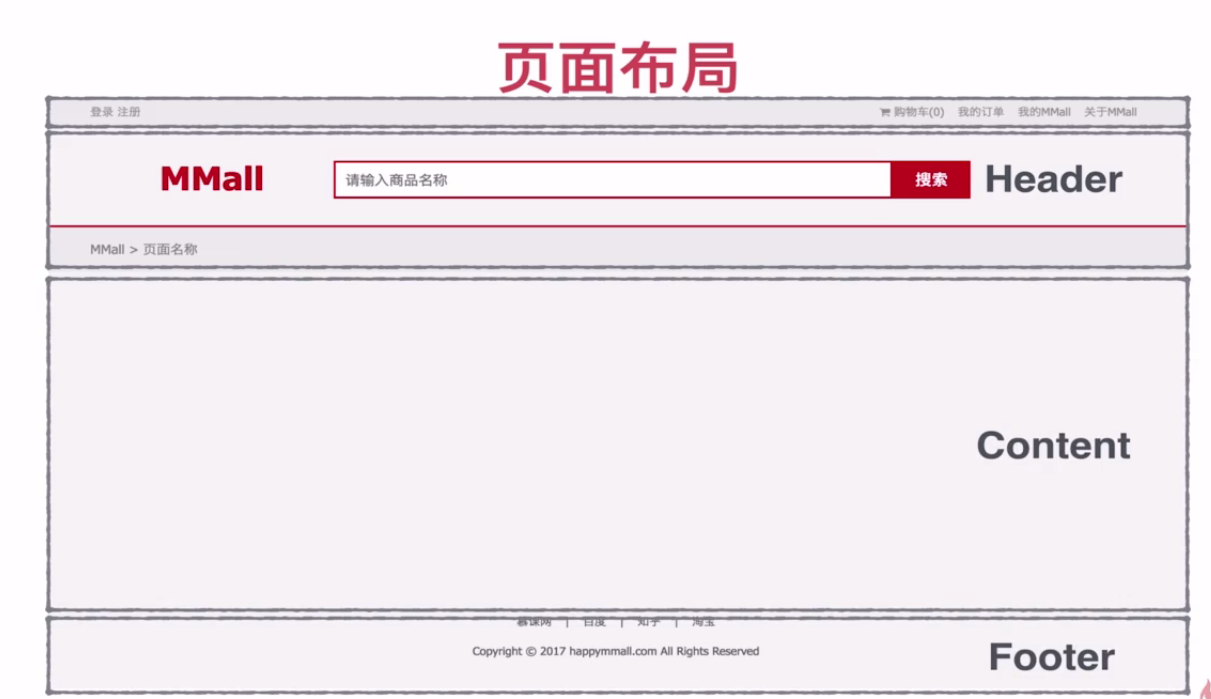 页面布局
登录 注册 购物车(0) 我的订单 我的MMall 关于MMall
MMall 请输入商品名称 搜索 Header
MMall > 页面名称
Content
慕课网 | 百度 | 知乎 | 淘宝
Copyright © 2017 happymmall.com All Rights Reserved
Footer